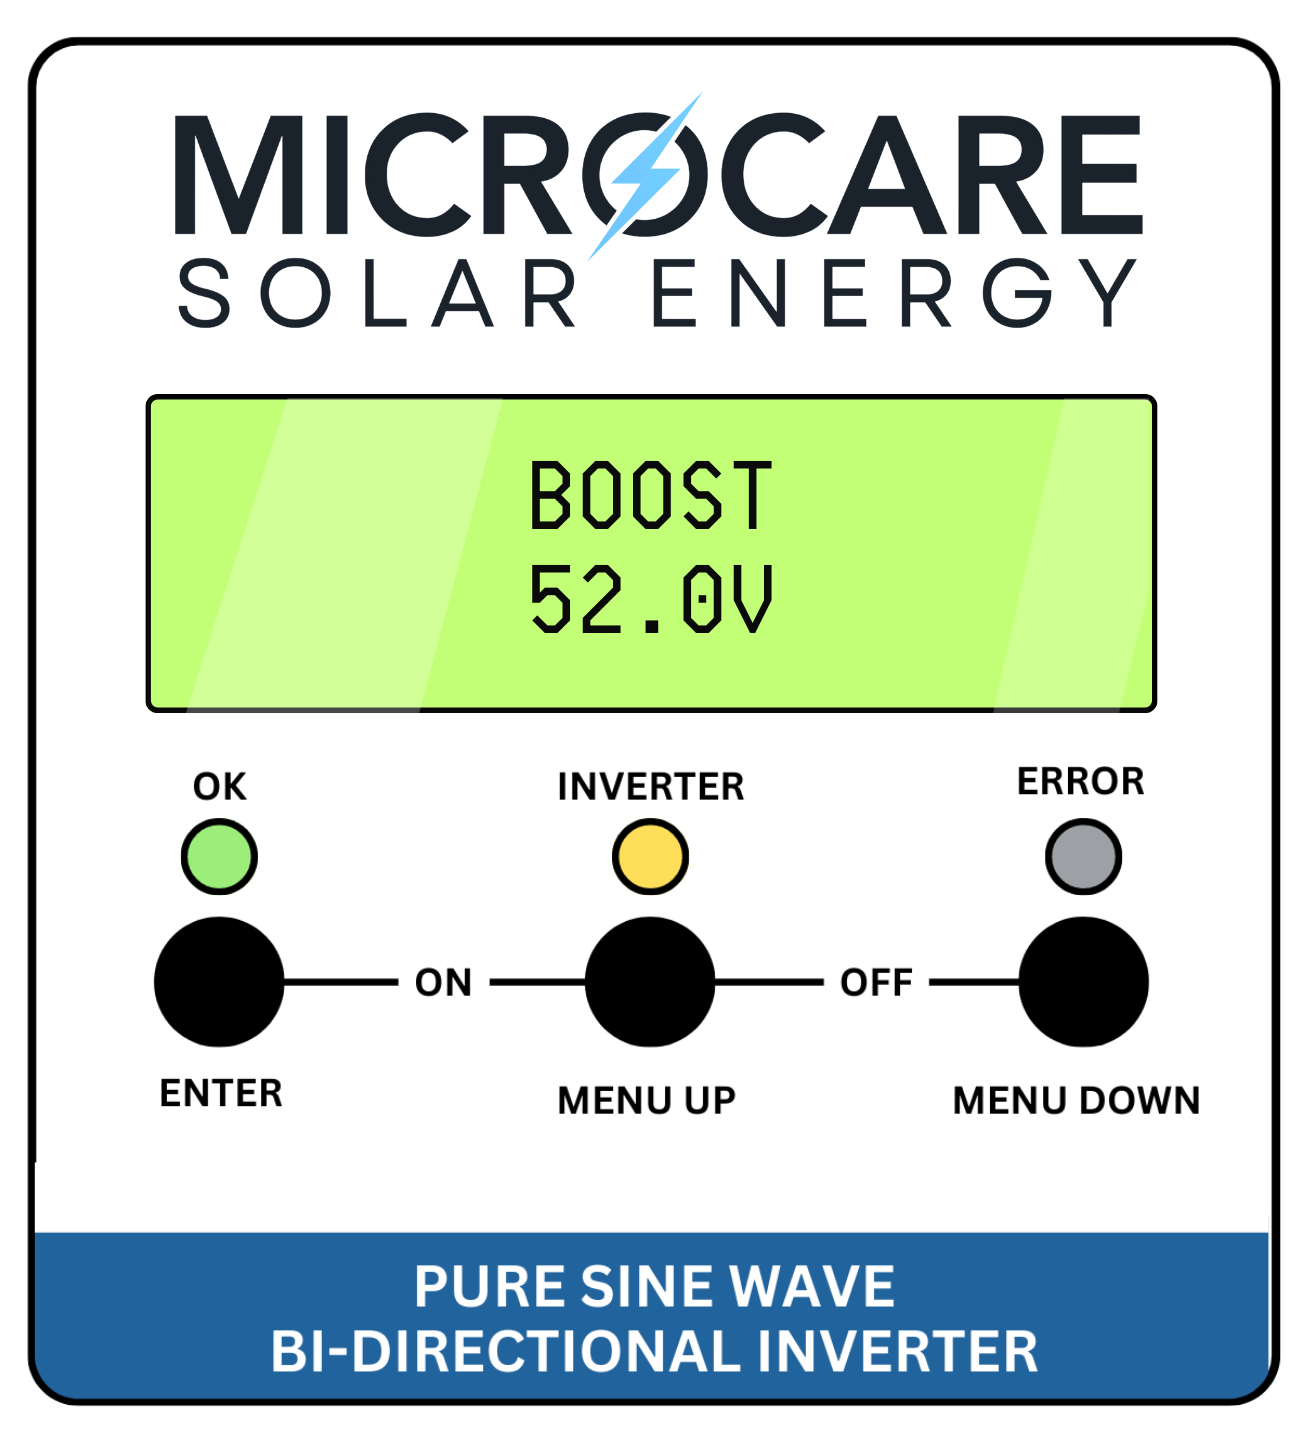 MICROCARE
SOLAR ENERGY
BOOST
52.0V
OK INVERTER ERROR
ON OFF
ENTER MENU UP MENU DOWN
PURE SINE WAVE
BI-DIRECTIONAL INVERTER